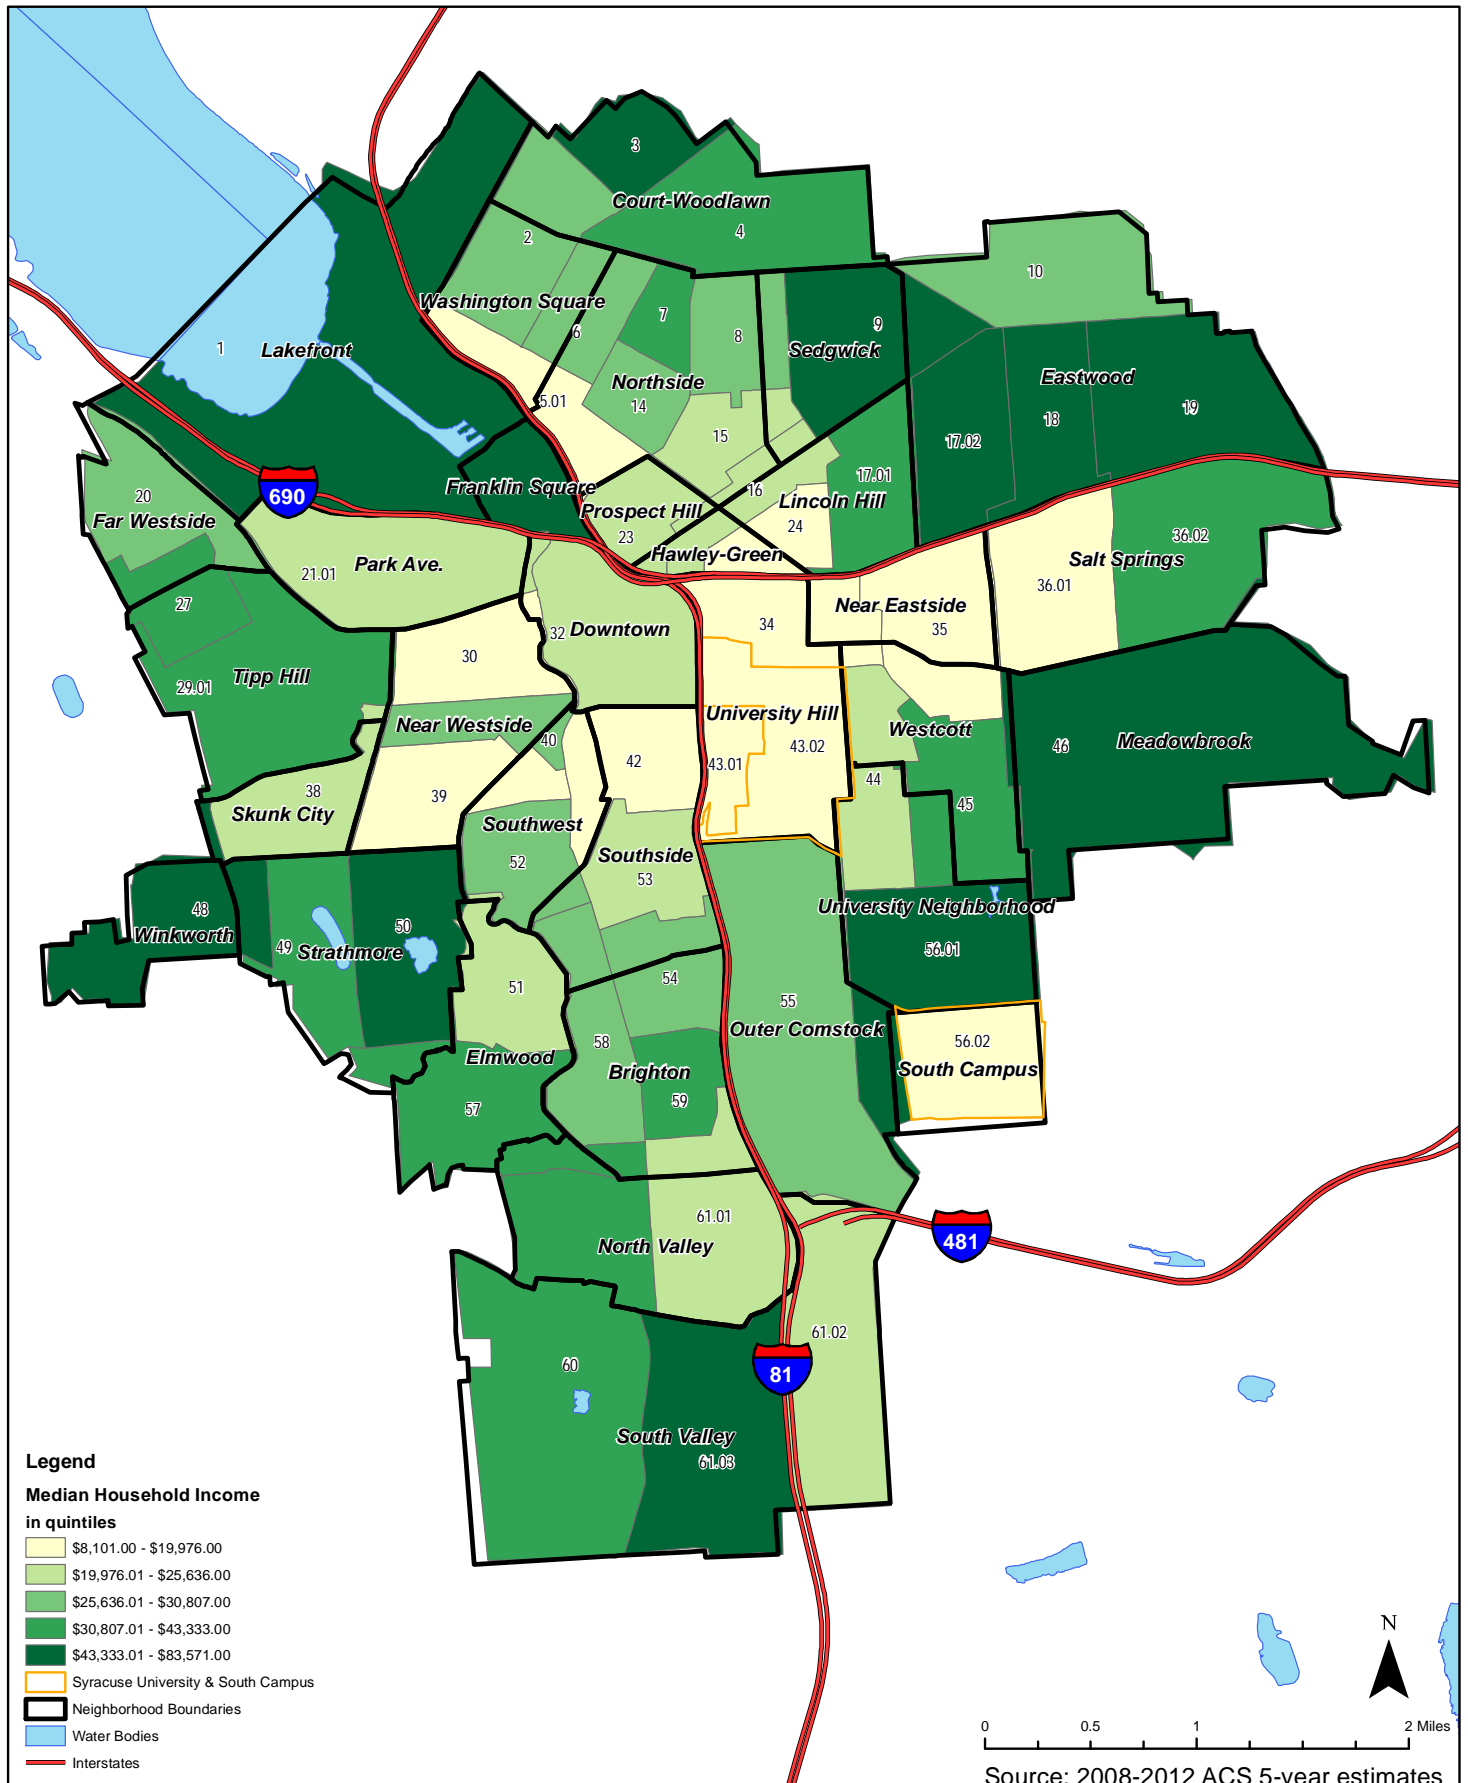 3
Court-Woodlawn
4
2
10
Washington Square
6
7
8
9
Sedgwick
1
Lakefront
Northside
14
5.01
Eastwood
18
19
17.02
15
16
17.01
Lincoln Hill
24
20
Far Westside
690
Franklin Square
Prospect Hill
23
Hawley-Green
36.02
Salt Springs
36.01
21.01
Park Ave.
27
Near Eastside
35
34
32
Downtown
30
Tipp Hill
29.01
Near Westside
40
University Hill
43.02
43.01
42
Westcott
46
Meadowbrook
44
45
38
Skunk City
39
Southwest
52
Southside
53
48
Winkworth
49
Strathmore
50
University Neighborhood
56.01
51
54
55
Outer Comstock
58
Elmwood
Brighton
59
57
56.02
South Campus
61.01
North Valley
481
61.02
60
81
South Valley
61.03
Legend
Median Household Income
in quintiles
$8,101.00 - $19,976.00
$19,976.01 - $25,636.00
$25,636.01 - $30,807.00
$30,807.01 - $43,333.00
$43,333.01 - $83,571.00
Syracuse University & South Campus
Neighborhood Boundaries
Water Bodies
Interstates
N
0 0.5 1 2 Miles
Source: 2008-2012 ACS 5-year estimates